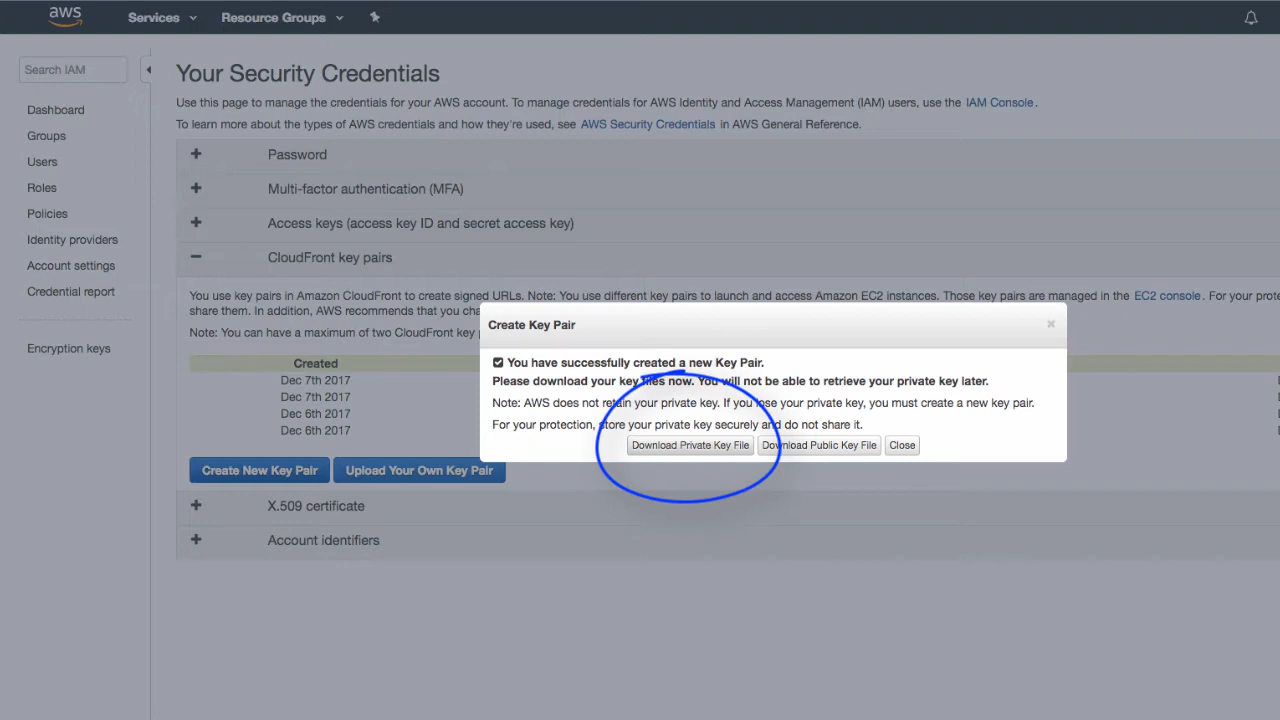 aws
Services
Resource Groups
Search IAM
Dashboard
Groups
Users
Roles
Policies
Identity providers
Account settings
Credential report
Encryption keys
Your Security Credentials
Use this page to manage the credentials for your AWS account. To manage credentials for AWS Identity and Access Management (IAM) users, use the IAM Console.
To learn more about the types of AWS credentials and how they're used, see AWS Security Credentials in AWS General Reference.
Password
Multi-factor authentication (MFA)
Access keys (access key ID and secret access key)
CloudFront key pairs
You use key pairs in Amazon CloudFront to create signed URLs. Note: You use different key pairs to launch and access Amazon EC2 instances. Those key pairs are managed in the EC2 console. For your
share them. In addition, AWS recommends that you
Note: You can have a maximum of two CloudFront key
Created
Dec 7th 2017
Dec 7th 2017
Dec 6th 2017
Dec 6th 2017
Create New Key Pair
Upload Your Own Key Pair
X.509 certificate
Account identifiers
Create Key Pair
You have successfully created a new Key Pair.
Please download your key files now. You will not be able to retrieve your private key later.
Note: AWS does not retain your private key. If you lose your private key, you must create a new key pair.
For your protection, store your private key securely and do not share it.
Download Private Key File
Download Public Key File
Close